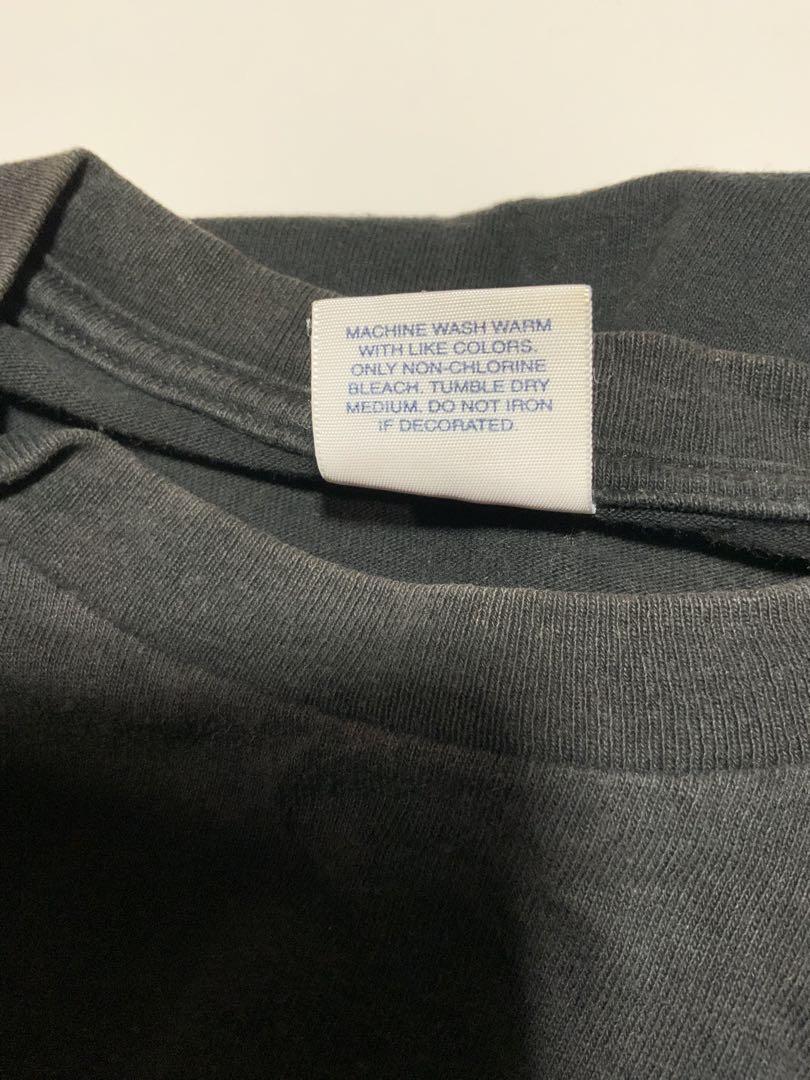 MACHINE WASH WARM
WITH LIKE COLORS.
ONLY NON-CHLORINE
BLEACH. TUMBLE DRY
MEDIUM. DO NOT IRON
IF DECORATED.